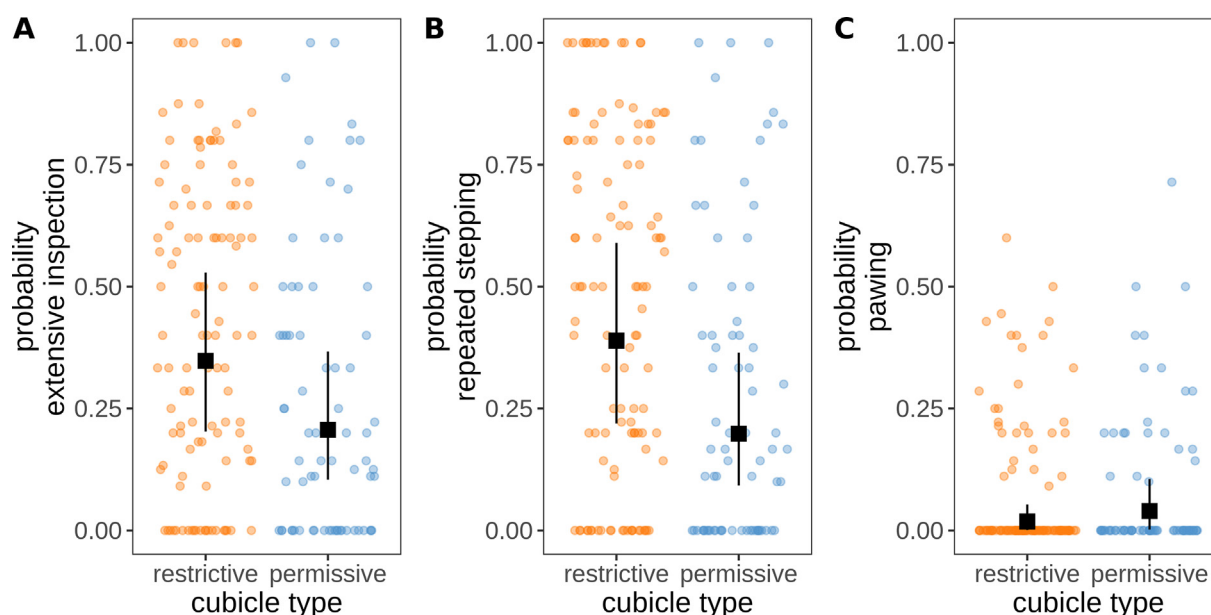 A
probability
extensive inspection
1.00
0.75
0.50
0.25
0.00
restrictive permissive
cubicle type
B
probability
repeated stepping
1.00
0.75
0.50
0.25
0.00
restrictive permissive
cubicle type
C
probability
pawing
1.00
0.75
0.50
0.25
0.00
restrictive permissive
cubicle type